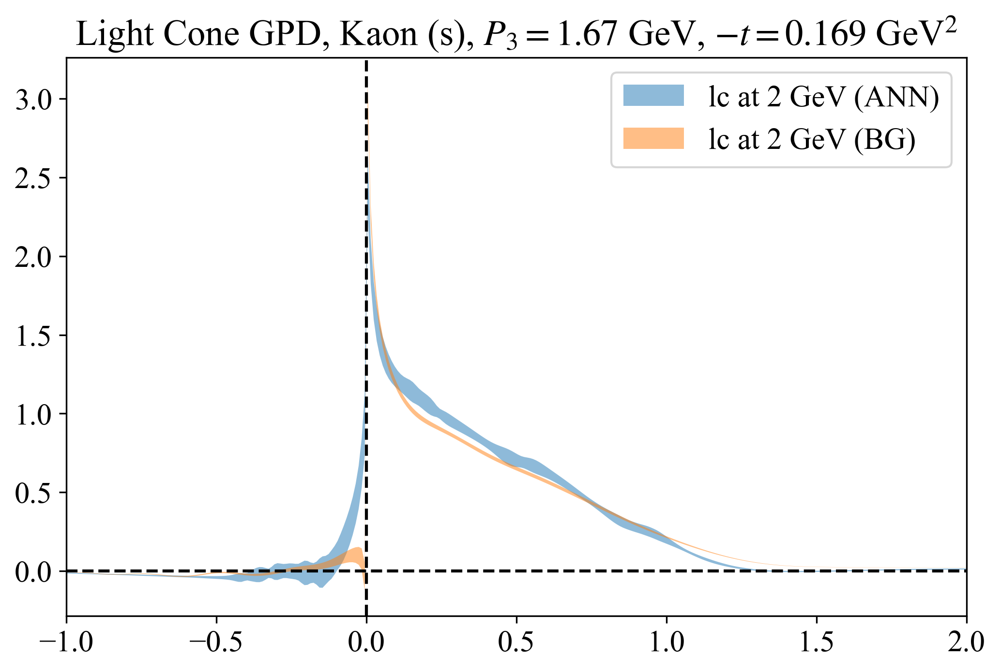 Light Cone GPD, Kaon (s), P₃ = 1.67 GeV, −t = 0.169 GeV²
lc at 2 GeV (ANN)
lc at 2 GeV (BG)
3.0
2.5
2.0
1.5
1.0
0.5
0.0
−1.0 −0.5 0.0 0.5 1.0 1.5 2.0